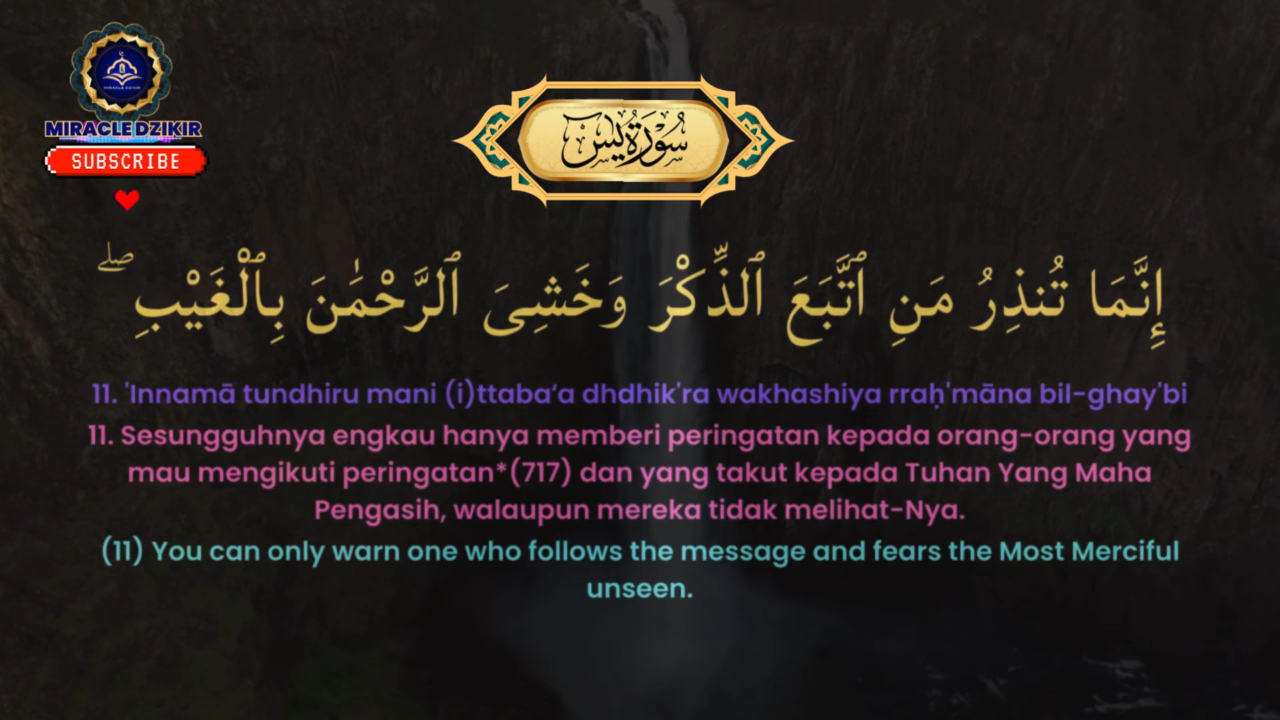 MIRACLE DZIKIR
MIRACLEDZIKIR
SUBSCRIBE
سُوْرَةُ يٰسٓ
إِنَّمَا تُنذِرُ مَنِ ٱتَّبَعَ ٱلذِّكْرَ وَخَشِىَ ٱلرَّحْمَٰنَ بِٱلْغَيْبِ ۖ
11. 'Innamā tundhiru mani (i)ttaba‘a dhdhik'ra wakhashiya rraḥ'māna bil-ghay'bi
11. Sesungguhnya engkau hanya memberi peringatan kepada orang-orang yang
mau mengikuti peringatan*(717) dan yang takut kepada Tuhan Yang Maha
Pengasih, walaupun mereka tidak melihat-Nya.
(11) You can only warn one who follows the message and fears the Most Merciful
unseen.